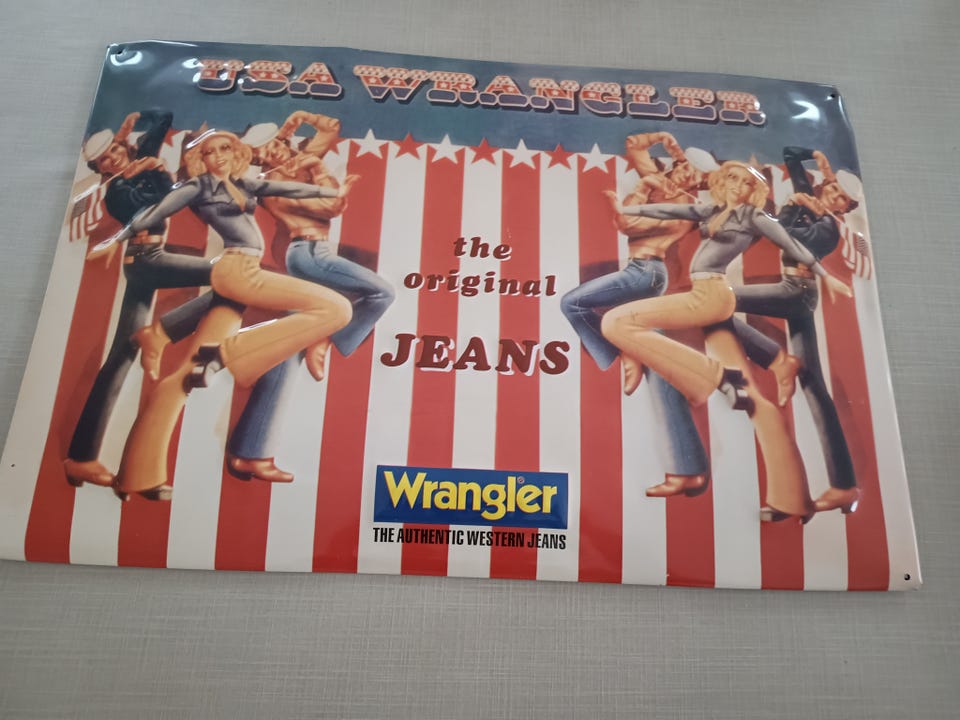 USA WRANGLER
the
original
JEANS
Wrangler®
THE AUTHENTIC WESTERN JEANS